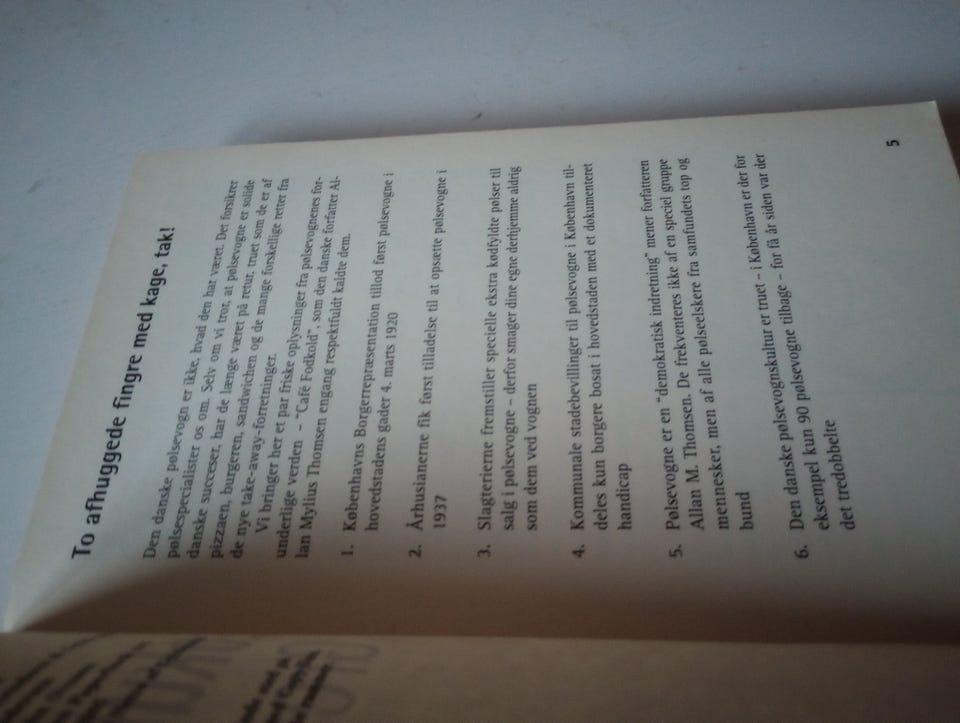 To afhuggede fingre med kage, tak!
Den danske pølsevogn er ikke, hvad den har været. Det forsikrer
pølsespecialister os om. Selv om vi tror, at pølsevogne er solide
danske succeser, har de længe været på retur, truet som de er af
pizzaen, burgeren, sandwichen og de mange forskellige retter fra
de nye take-away-forretninger.
Vi bringer her et par friske oplysninger fra pølsevognenes for-
underlige verden – "Café Fodkold", som den danske forfatter Al-
lan Mylius Thomsen engang respektfuldt kaldte dem.
1. Københavns Borgerrepræsentation tillod først pølsevogne i
hovedstadens gader 4. marts 1920
2. Århusianerne fik først tilladelse til at opsætte pølsevogne i
1937
3. Slagterierne fremstiller specielle ekstra kødfyldte pølser til
salg i pølsevogne – derfor smager dine egne derhjemme aldrig
som dem ved vognen
4. Kommunale stadebevillinger til pølsevogne i København til-
deles kun borgere bosat i hovedstaden med et dokumenteret
handicap
5. Pølsevogne er en "demokratisk indretning" mener forfatteren
Allan M. Thomsen. De frekventeres ikke af en speciel gruppe
mennesker, men af alle pølseelskere fra samfundets top og
bund
6. Den danske pølsevognskultur er truet – i København er der for
eksempel kun 90 pølsevogne tilbage – for få år siden var der
det tredobbelte
5